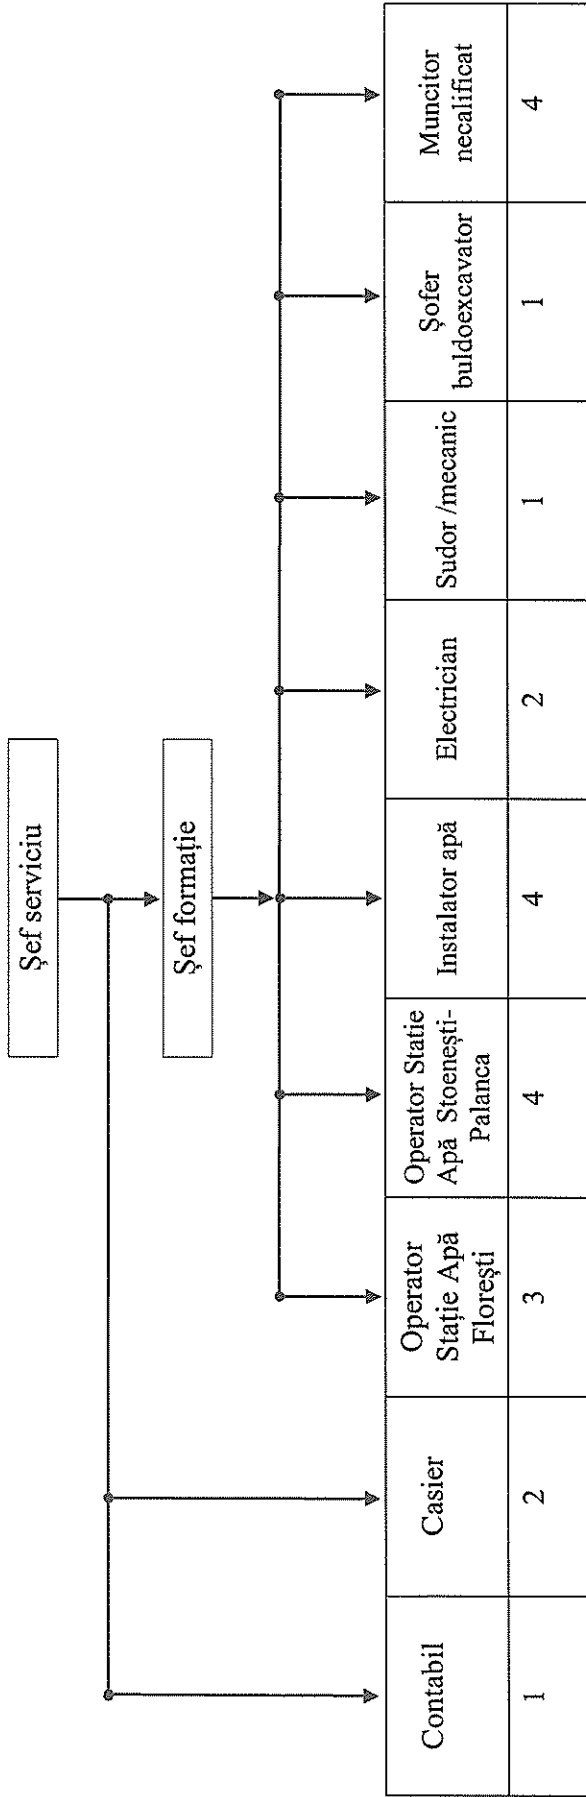 Șef serviciu
Șef formație
Contabil
Casier
Operator
Stație Apă
Florești
Operator Statie
Apă Stoenești-
Palanca
Instalator apă
Electrician
Sudor /mecanic
Șofer
buldoexcavator
Muncitor
necalificat
1
2
3
4
4
2
1
1
4